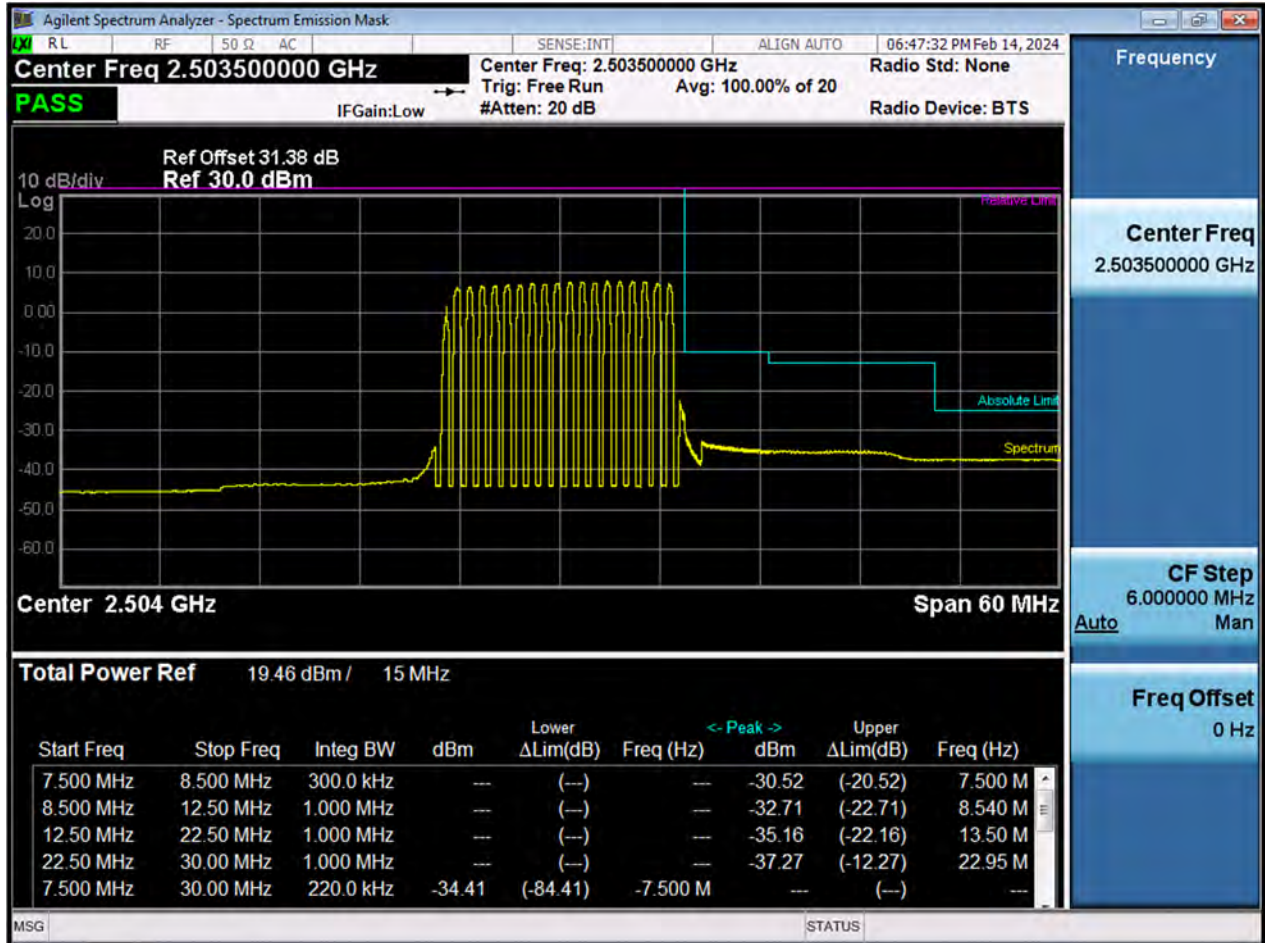 Agilent Spectrum Analyzer - Spectrum Emission Mask
LXI RL RF 50 Ω AC SENSE:INT ALIGN AUTO 06:47:32 PM Feb 14, 2024
Center Freq 2.503500000 GHz
PASS
IFGain:Low
Center Freq: 2.503500000 GHz
Trig: Free Run Avg: 100.00% of 20
#Atten: 20 dB
Radio Std: None
Radio Device: BTS
Ref Offset 31.38 dB
10 dB/div Ref 30.0 dBm
Log
Relative Limit
20.0
10.0
0.00
-10.0
-20.0
Absolute Limit
-30.0
Spectrum
-40.0
-50.0
-60.0
Center 2.504 GHz Span 60 MHz
Total Power Ref 19.46 dBm / 15 MHz
Lower <- Peak -> Upper
Start Freq Stop Freq Integ BW dBm ΔLim(dB) Freq (Hz) dBm ΔLim(dB) Freq (Hz)
7.500 MHz 8.500 MHz 300.0 kHz --- (---) --- -30.52 (-20.52) 7.500 M
8.500 MHz 12.50 MHz 1.000 MHz --- (---) --- -32.71 (-22.71) 8.540 M
12.50 MHz 22.50 MHz 1.000 MHz --- (---) --- -35.16 (-22.16) 13.50 M
22.50 MHz 30.00 MHz 1.000 MHz --- (---) --- -37.27 (-12.27) 22.95 M
7.500 MHz 30.00 MHz 220.0 kHz -34.41 (-84.41) -7.500 M --- (---) ---
MSG STATUS
Frequency
Center Freq
2.503500000 GHz
CF Step
6.000000 MHz
Auto Man
Freq Offset
0 Hz